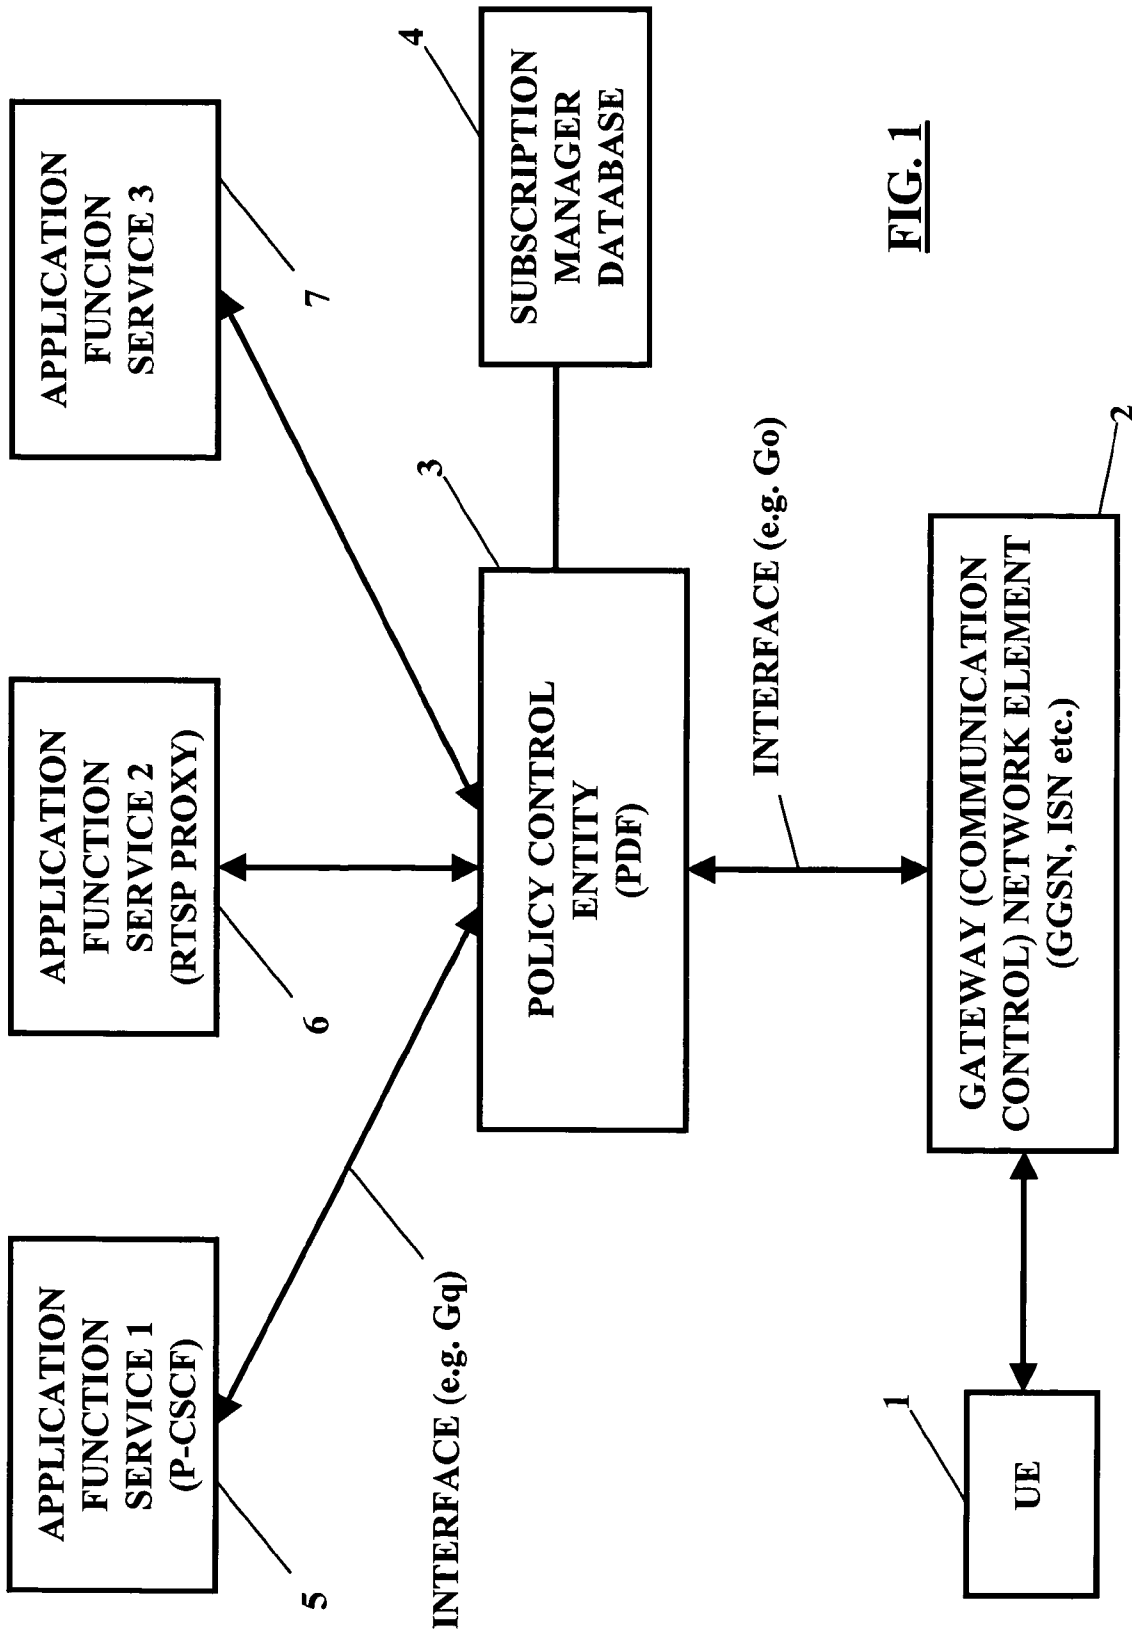 APPLICATION
FUNCTION
SERVICE 1
(P-CSCF)
5
APPLICATION
FUNCTION
SERVICE 2
(RTSP PROXY)
6
APPLICATION
FUNCION
SERVICE 3
7
INTERFACE (e.g. Gq)
POLICY CONTROL
ENTITY
(PDF)
3
SUBSCRIPTION
MANAGER
DATABASE
4
INTERFACE (e.g. Go)
UE
1
GATEWAY (COMMUNICATION
CONTROL) NETWORK ELEMENT
(GGSN, ISN etc.)
2
FIG. 1